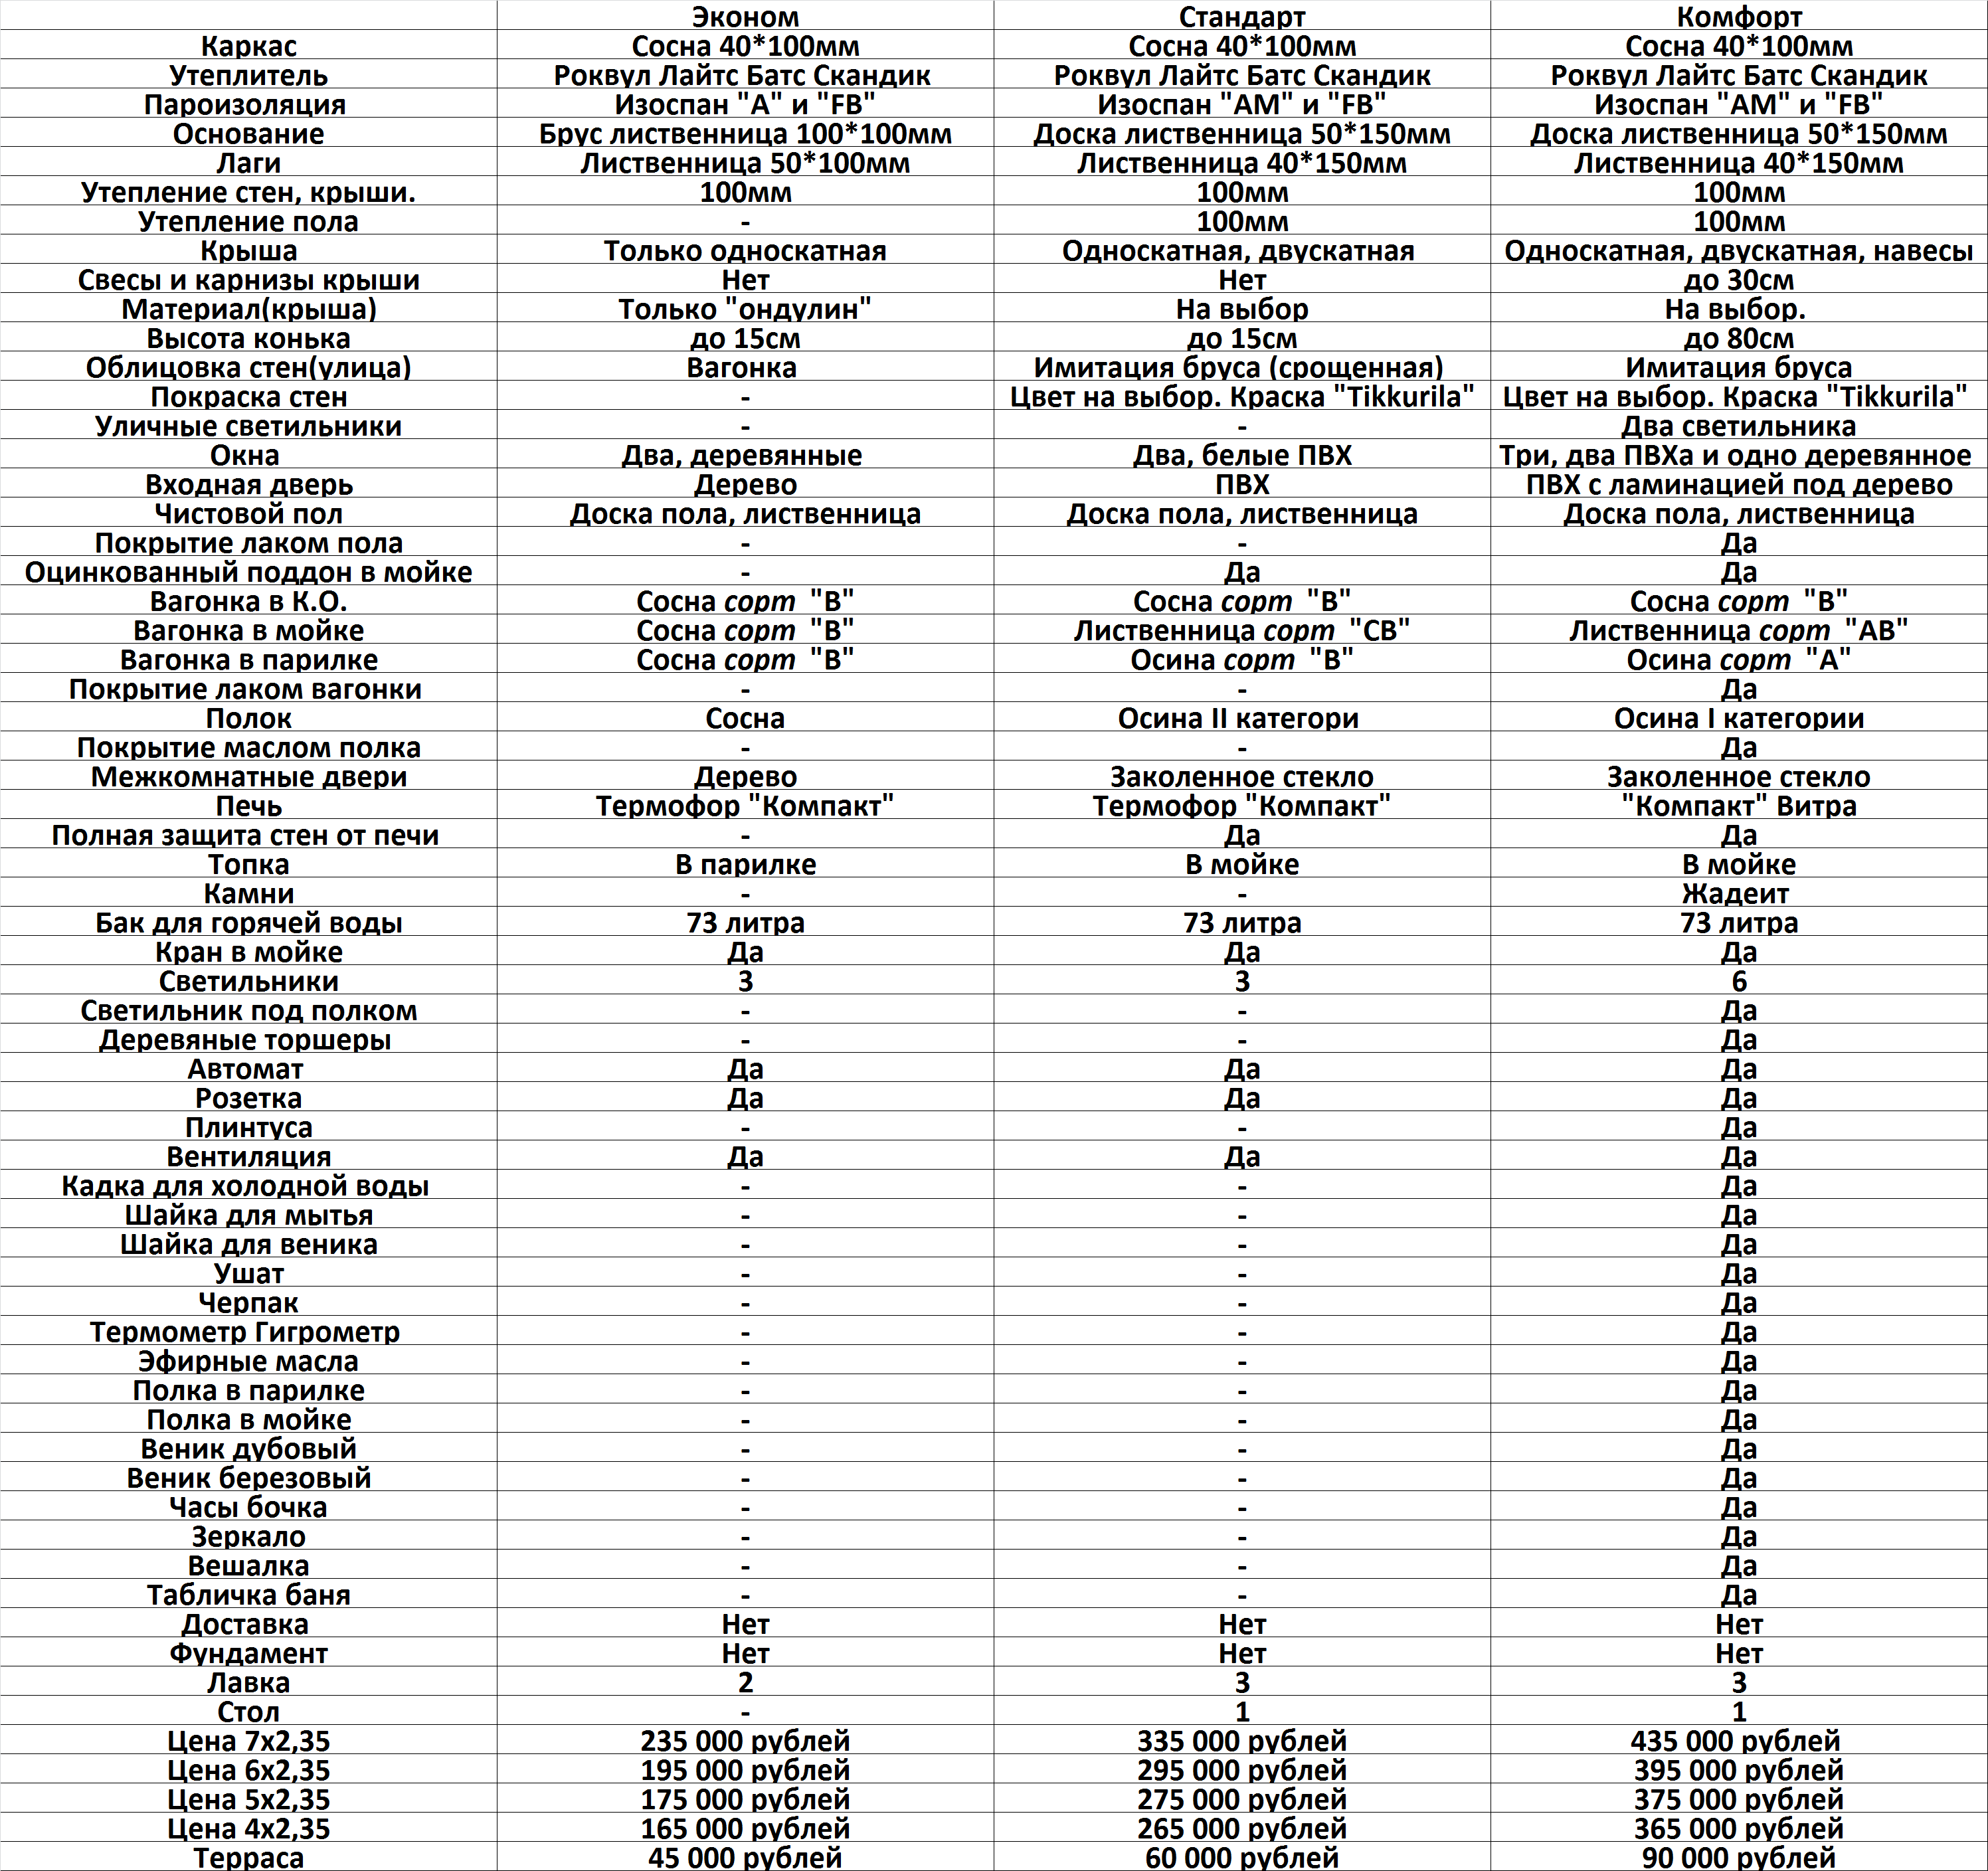 Эконом Стандарт Комфорт
Каркас Сосна 40*100мм Сосна 40*100мм Сосна 40*100мм
Утеплитель Роквул Лайтс Батс Скандик Роквул Лайтс Батс Скандик Роквул Лайтс Батс Скандик
Пароизоляция Изоспан "А" и "FB" Изоспан "АМ" и "FB" Изоспан "АМ" и "FB"
Основание Брус лиственница 100*100мм Доска лиственница 50*150мм Доска лиственница 50*150мм
Лаги Лиственница 50*100мм Лиственница 40*150мм Лиственница 40*150мм
Утепление стен, крыши. 100мм 100мм 100мм
Утепление пола - 100мм 100мм
Крыша Только односкатная Односкатная, двускатная Односкатная, двускатная, навесы
Свесы и карнизы крыши Нет Нет до 30см
Материал(крыша) Только "ондулин" На выбор На выбор.
Высота конька до 15см до 15см до 80см
Облицовка стен(улица) Вагонка Имитация бруса (срощенная) Имитация бруса
Покраска стен - Цвет на выбор. Краска "Tikkurila" Цвет на выбор. Краска "Tikkurila"
Уличные светильники - - Два светильника
Окна Два, деревянные Два, белые ПВХ Три, два ПВХа и одно деревянное
Входная дверь Дерево ПВХ ПВХ с ламинацией под дерево
Чистовой пол Доска пола, лиственница Доска пола, лиственница Доска пола, лиственница
Покрытие лаком пола - - Да
Оцинкованный поддон в мойке - Да Да
Вагонка в К.О. Сосна сорт "В" Сосна сорт "В" Сосна сорт "В"
Вагонка в мойке Сосна сорт "В" Лиственница сорт "СВ" Лиственница сорт "АВ"
Вагонка в парилке Сосна сорт "В" Осина сорт "В" Осина сорт "А"
Покрытие лаком вагонки - - Да
Полок Сосна Осина II категори Осина I категории
Покрытие маслом полка - - Да
Межкомнатные двери Дерево Заколенное стекло Заколенное стекло
Печь Термофор "Компакт" Термофор "Компакт" "Компакт" Витра
Полная защита стен от печи - Да Да
Топка В парилке В мойке В мойке
Камни - - Жадеит
Бак для горячей воды 73 литра 73 литра 73 литра
Кран в мойке Да Да Да
Светильники 3 3 6
Светильник под полком - - Да
Деревяные торшеры - - Да
Автомат Да Да Да
Розетка Да Да Да
Плинтуса - - Да
Вентиляция Да Да Да
Кадка для холодной воды - - Да
Шайка для мытья - - Да
Шайка для веника - - Да
Ушат - - Да
Черпак - - Да
Термометр Гигрометр - - Да
Эфирные масла - - Да
Полка в парилке - - Да
Полка в мойке - - Да
Веник дубовый - - Да
Веник березовый - - Да
Часы бочка - - Да
Зеркало - - Да
Вешалка - - Да
Табличка баня - - Да
Доставка Нет Нет Нет
Фундамент Нет Нет Нет
Лавка 2 3 3
Стол - 1 1
Цена 7х2,35 235 000 рублей 335 000 рублей 435 000 рублей
Цена 6х2,35 195 000 рублей 295 000 рублей 395 000 рублей
Цена 5х2,35 175 000 рублей 275 000 рублей 375 000 рублей
Цена 4х2,35 165 000 рублей 265 000 рублей 365 000 рублей
Терраса 45 000 рублей 60 000 рублей 90 000 рублей